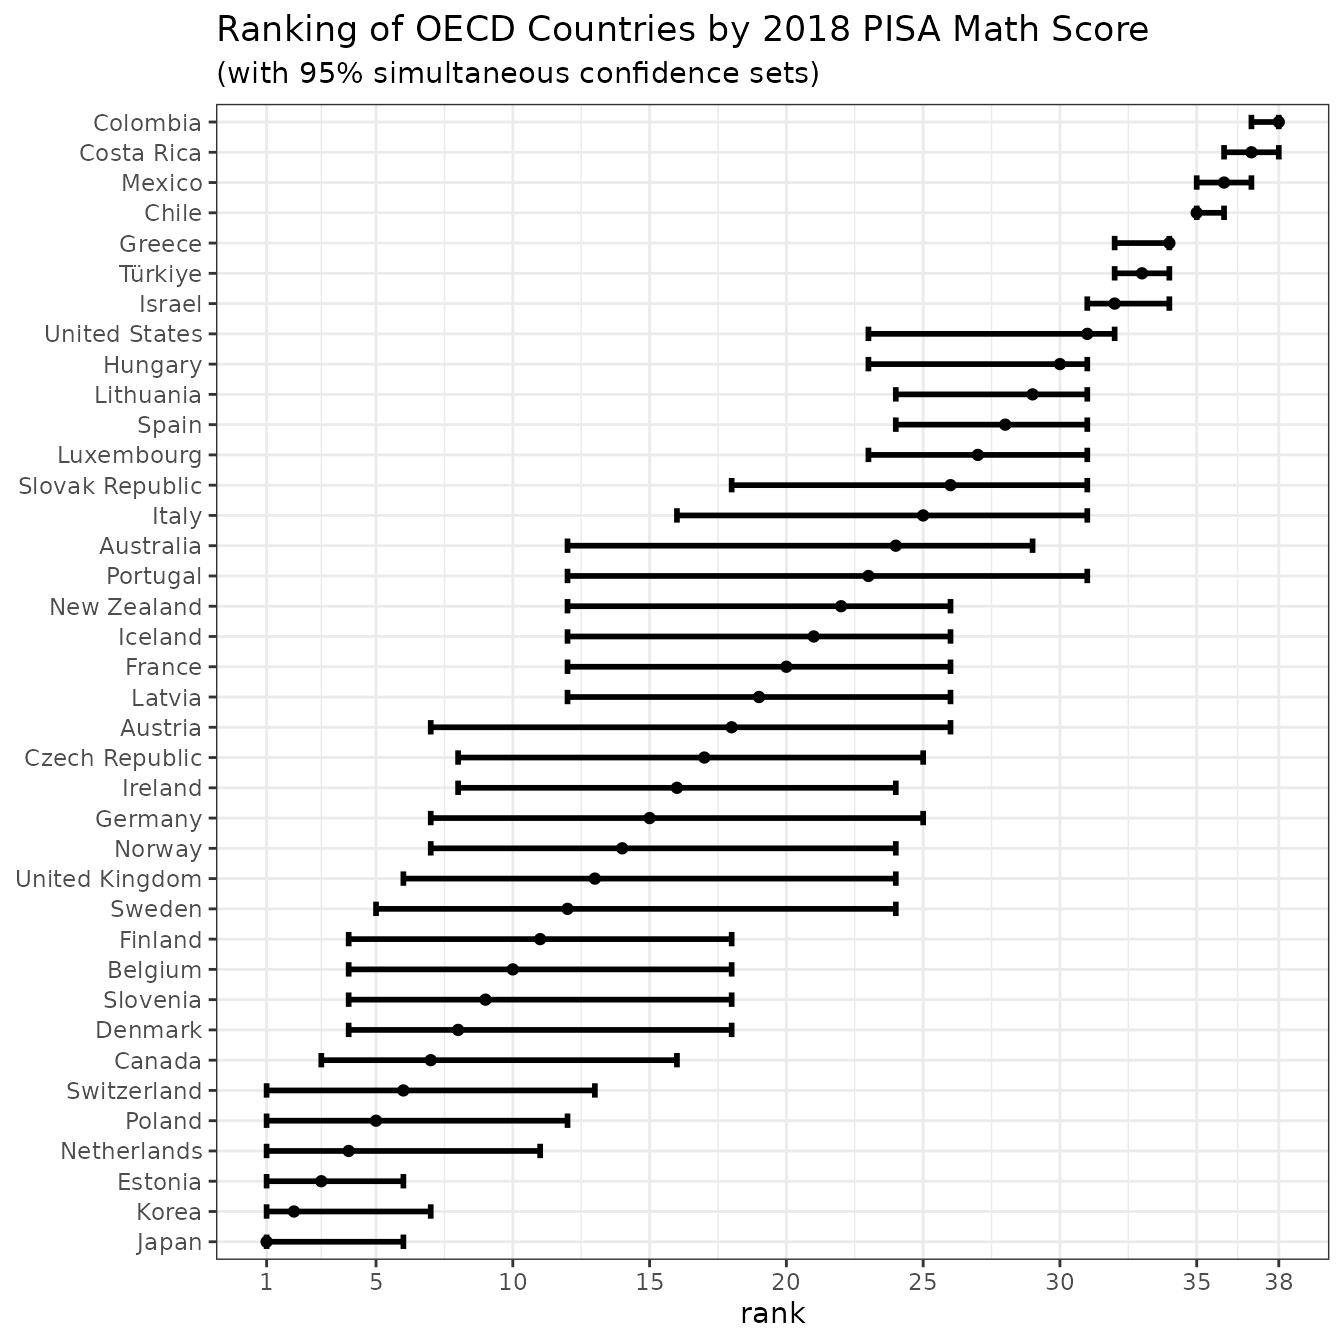 Ranking of OECD Countries by 2018 PISA Math Score
(with 95% simultaneous confidence sets)
Colombia
Costa Rica
Mexico
Chile
Greece
Türkiye
Israel
United States
Hungary
Lithuania
Spain
Luxembourg
Slovak Republic
Italy
Australia
Portugal
New Zealand
Iceland
France
Latvia
Austria
Czech Republic
Ireland
Germany
Norway
United Kingdom
Sweden
Finland
Belgium
Slovenia
Denmark
Canada
Switzerland
Poland
Netherlands
Estonia
Korea
Japan
1 5 10 15 20 25 30 35 38
rank